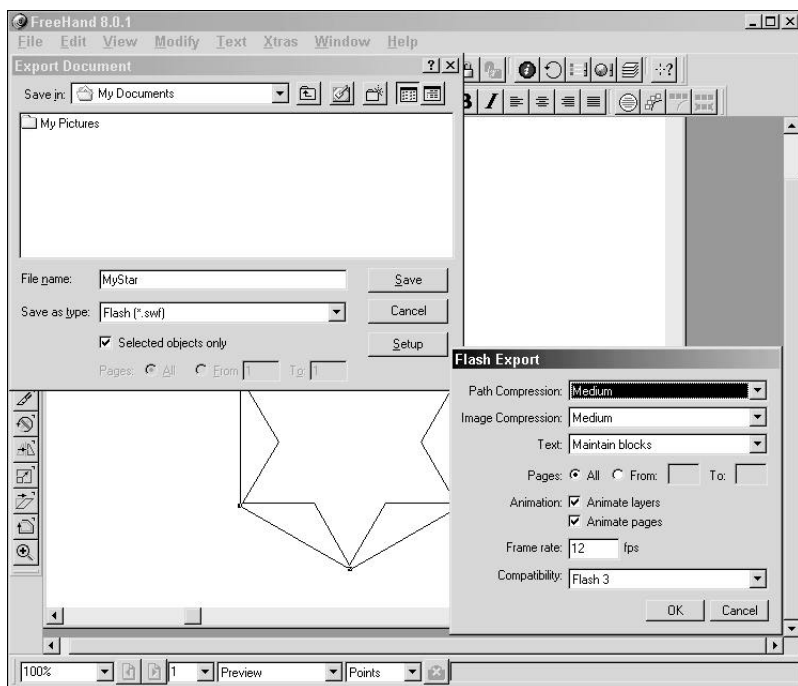 FreeHand 8.0.1
File Edit View Modify Text Xtras Window Help
Export Document
Save in: My Documents
My Pictures
File name: MyStar
Save
Save as type: Flash (*.swf)
Cancel
Selected objects only
Setup
Pages: All From 1 To: 1
B I
Flash Export
Path Compression: Medium
Image Compression: Medium
Text: Maintain blocks
Pages: All From: To:
Animation: Animate layers
Animate pages
Frame rate: 12 fps
Compatibility: Flash 3
OK Cancel
100% 1 Preview Points